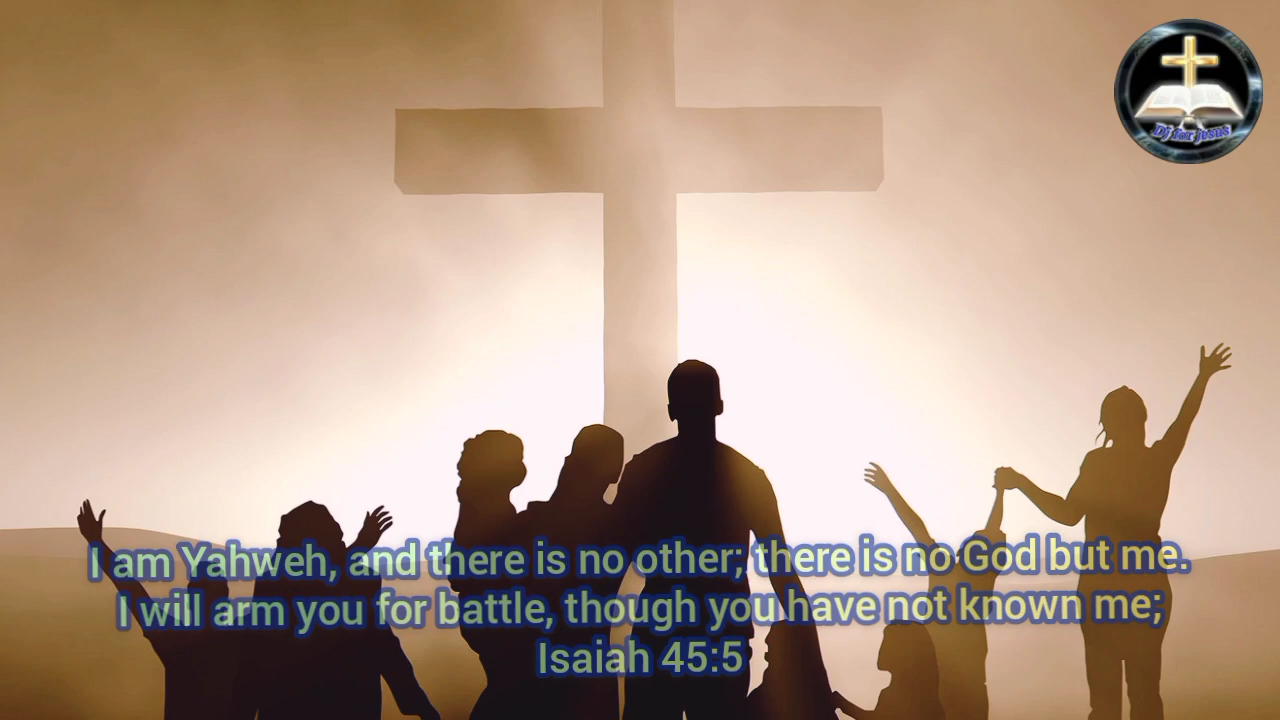 Dj for jesus
I am Yahweh, and there is no other; there is no God but me.
I will arm you for battle, though you have not known me;
Isaiah 45:5